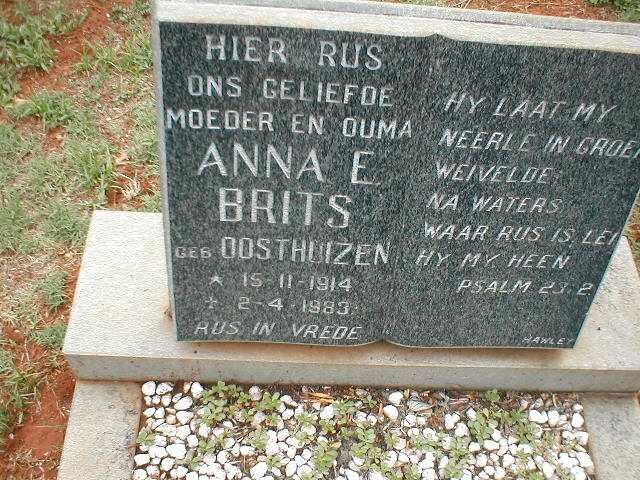 HIER RUS
ONS GELIEFDE
MOEDER EN OUMA
ANNA E.
BRITS
GEB OOSTHUIZEN
* 15-11-1914
÷ 2-4-1983
RUS IN VREDE
HY LAAT MY
NEERLE IN GROEN
WEIVELDE
NA WATERS
WAAR RUS IS LEI
HY MY HEEN
PSALM 23-2